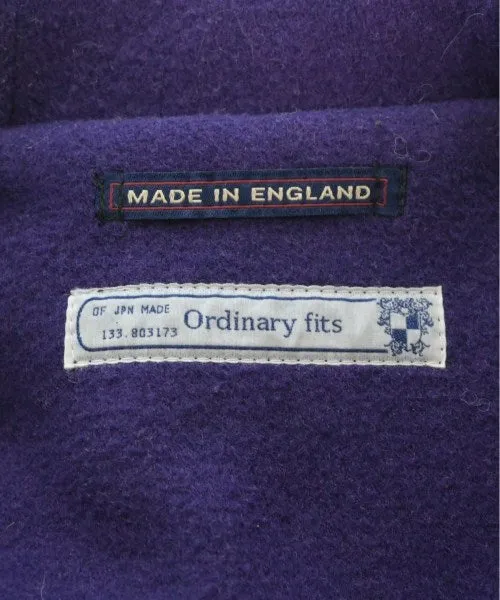 MADE IN ENGLAND
OF JPN MADE
133.803173
Ordinary fits